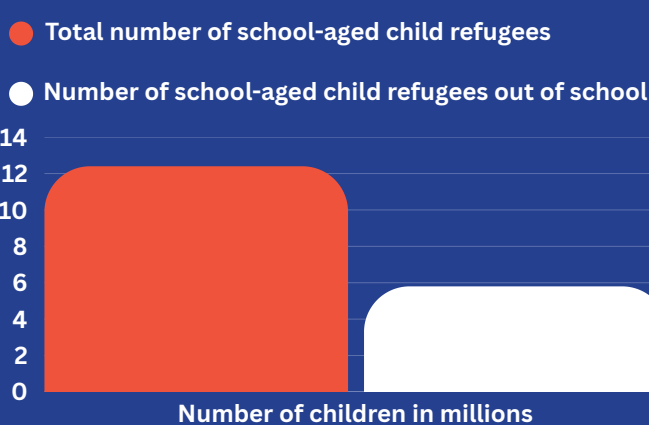 Total number of school-aged child refugees
Number of school-aged child refugees out of school
14
12
10
8
6
4
2
0
Number of children in millions